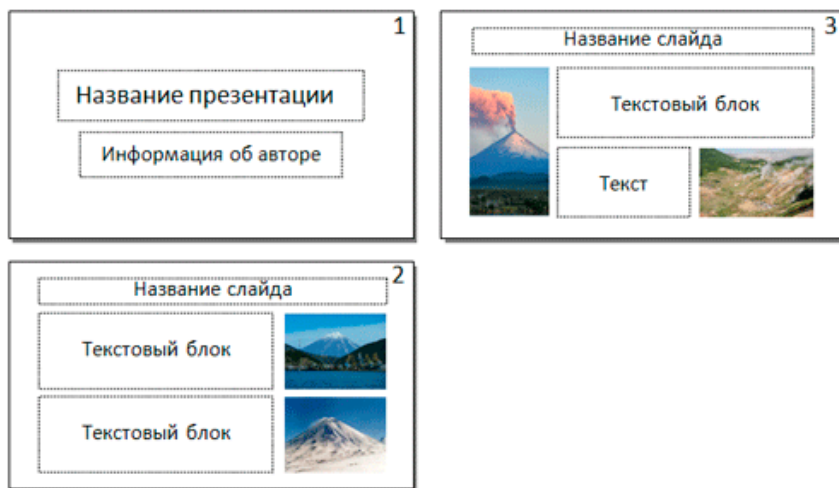 1
Название презентации
Информация об авторе
2
Название слайда
Текстовый блок
Текстовый блок
3
Название слайда
Текстовый блок
Текст